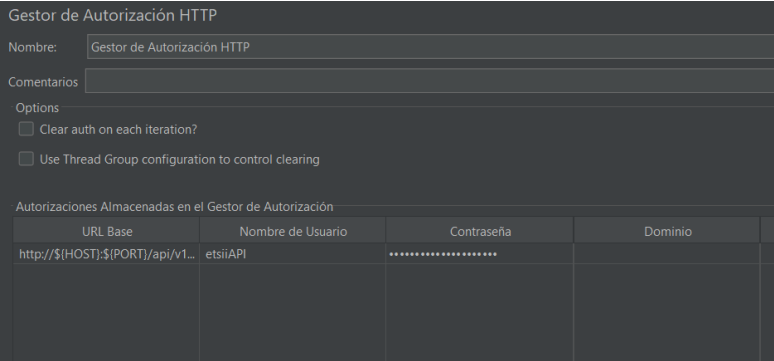 Gestor de Autorización HTTP
Nombre: Gestor de Autorización HTTP
Comentarios
Options
Clear auth on each iteration?
Use Thread Group configuration to control clearing
Autorizaciones Almacenadas en el Gestor de Autorización
URL Base Nombre de Usuario Contraseña Dominio
http://${HOST}:${PORT}/api/v1... etsiiAPI •••••••••••••••••••••